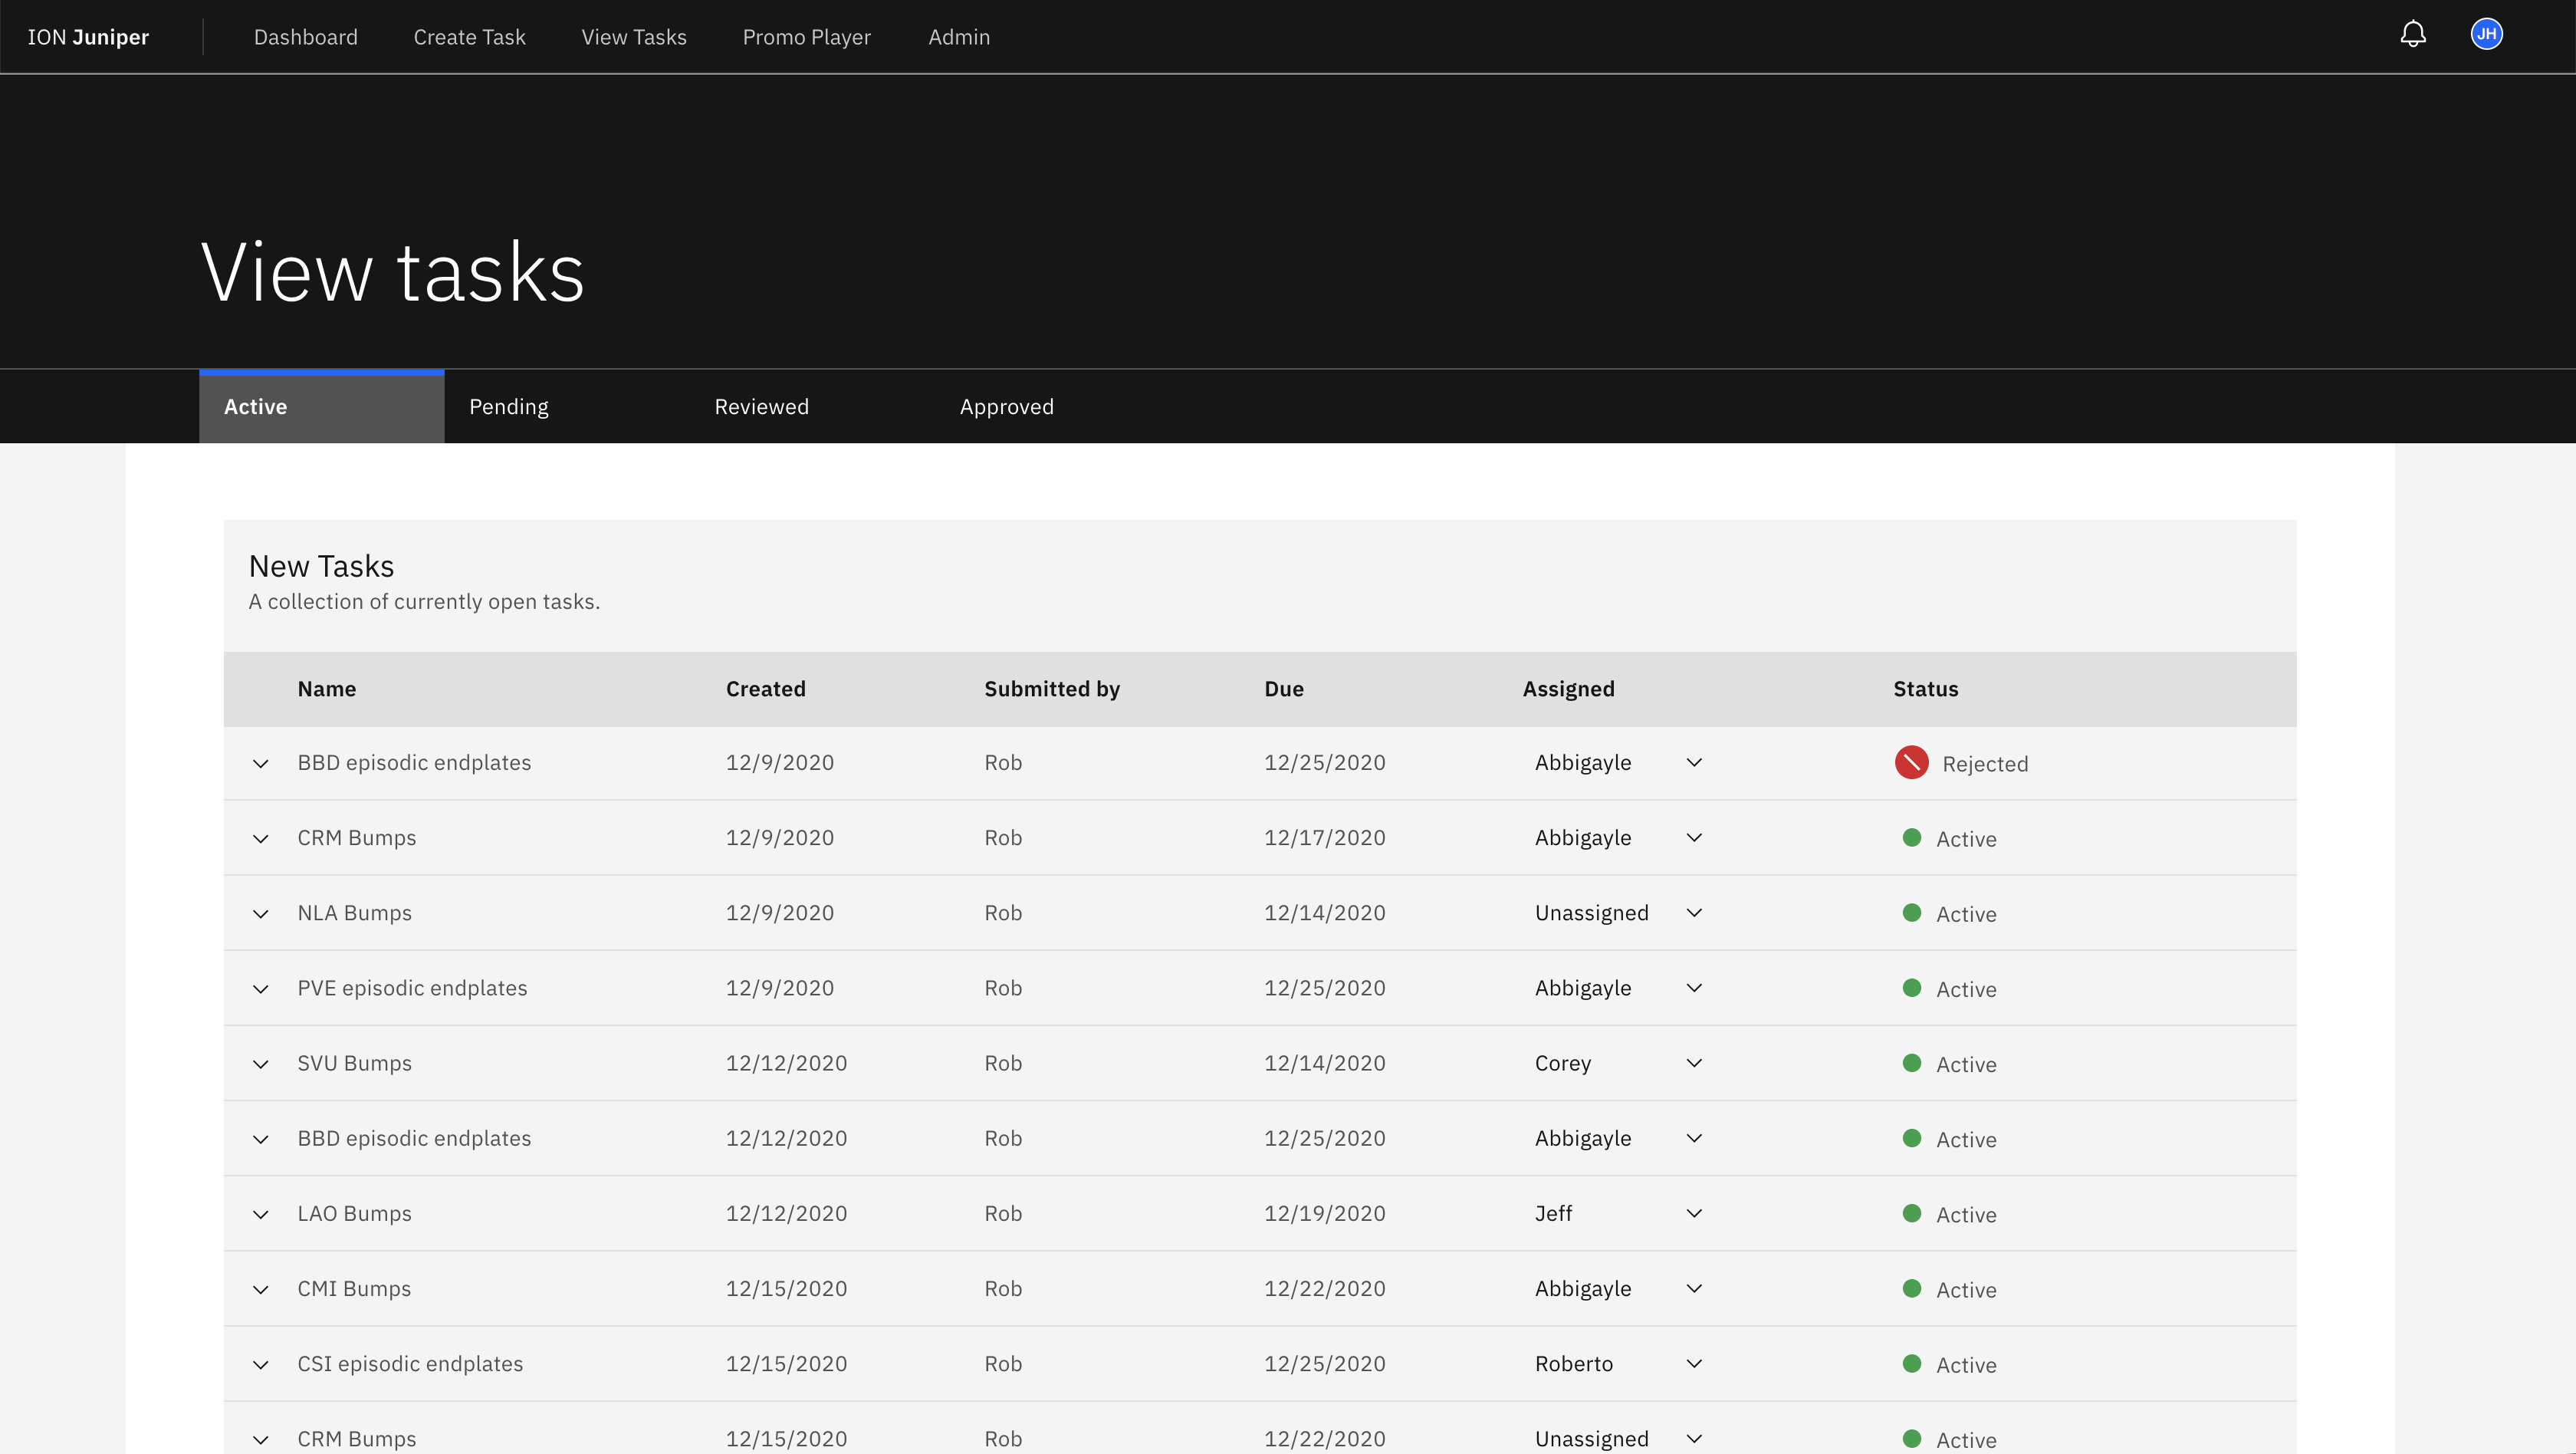 ION Juniper Dashboard Create Task View Tasks Promo Player Admin JH
View tasks
Active Pending Reviewed Approved
New Tasks
A collection of currently open tasks.
Name Created Submitted by Due Assigned Status
BBD episodic endplates 12/9/2020 Rob 12/25/2020 Abbigayle Rejected
CRM Bumps 12/9/2020 Rob 12/17/2020 Abbigayle Active
NLA Bumps 12/9/2020 Rob 12/14/2020 Unassigned Active
PVE episodic endplates 12/9/2020 Rob 12/25/2020 Abbigayle Active
SVU Bumps 12/12/2020 Rob 12/14/2020 Corey Active
BBD episodic endplates 12/12/2020 Rob 12/25/2020 Abbigayle Active
LAO Bumps 12/12/2020 Rob 12/19/2020 Jeff Active
CMI Bumps 12/15/2020 Rob 12/22/2020 Abbigayle Active
CSI episodic endplates 12/15/2020 Rob 12/25/2020 Roberto Active
CRM Bumps 12/15/2020 Rob 12/22/2020 Unassigned Active